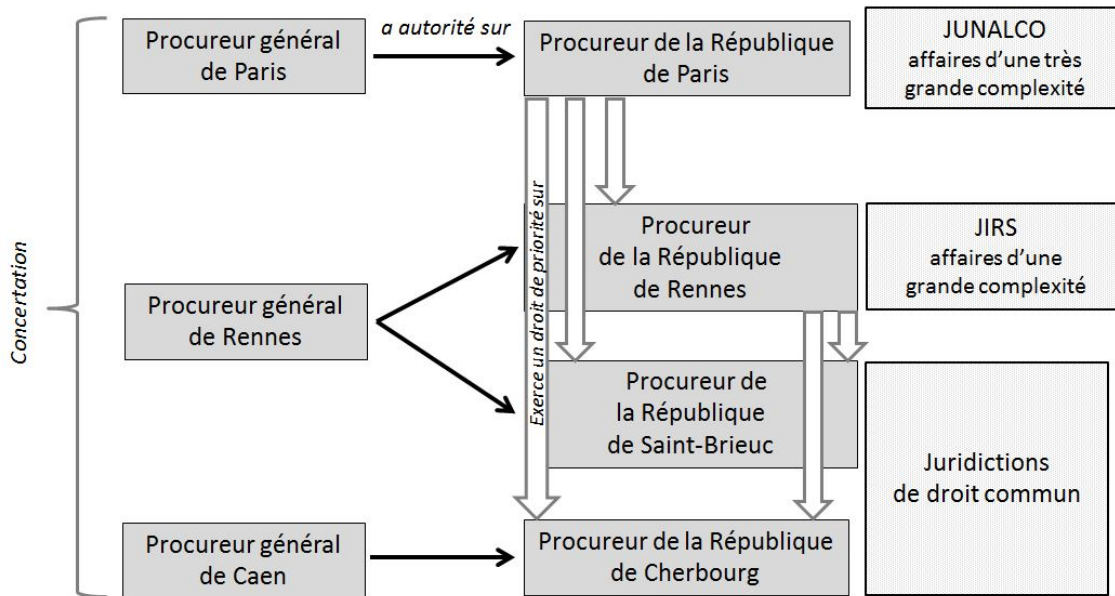 Concertation
Procureur général
de Paris
a autorité sur
Procureur de la République
de Paris
JUNALCO
affaires d'une très
grande complexité
Exerce un droit de priorité sur
Procureur général
de Rennes
Procureur
de la République
de Rennes
JIRS
affaires d'une
grande complexité
Procureur de
la République
de Saint-Brieuc
Juridictions
de droit commun
Procureur général
de Caen
Procureur de la République
de Cherbourg